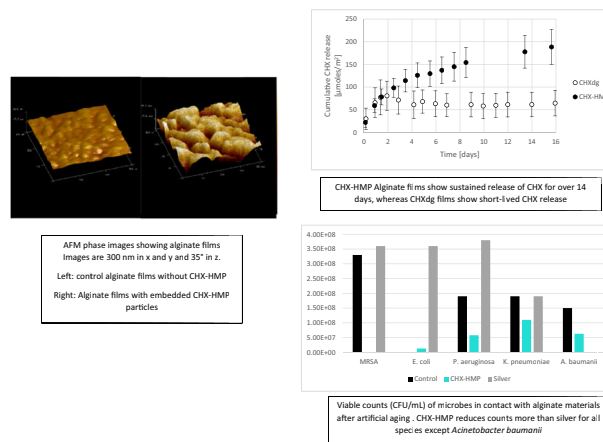 AFM phase images showing alginate films
Images are 300 nm in x and y and 35° in z.
Left: control alginate films without CHX-HMP
Right: Alginate films with embedded CHX-HMP
particles
Cumulative CHX release
[µmoles/m²]
250
200
150
100
50
0
0 2 4 6 8 10 12 14 16
Time [days]
CHXdg
CHX-HM
CHX-HMP Alginate films show sustained release of CHX for over 14
days, whereas CHXdg films show short-lived CHX release
4.00E+08
3.50E+08
3.00E+08
2.50E+08
2.00E+08
1.50E+08
1.00E+08
5.00E+07
0.00E+00
MRSA E. coli P. aeruginosa K. pneumoniae A. baumanii
Control CHX-HMP Silver
Viable counts (CFU/mL) of microbes in contact with alginate materials
after artificial aging . CHX-HMP reduces counts more than silver for all
species except Acinetobacter baumanii